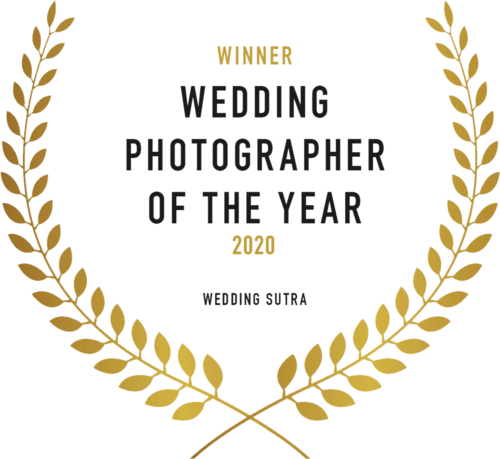 WINNER
WEDDING
PHOTOGRAPHER
OF THE YEAR
2020
WEDDING SUTRA